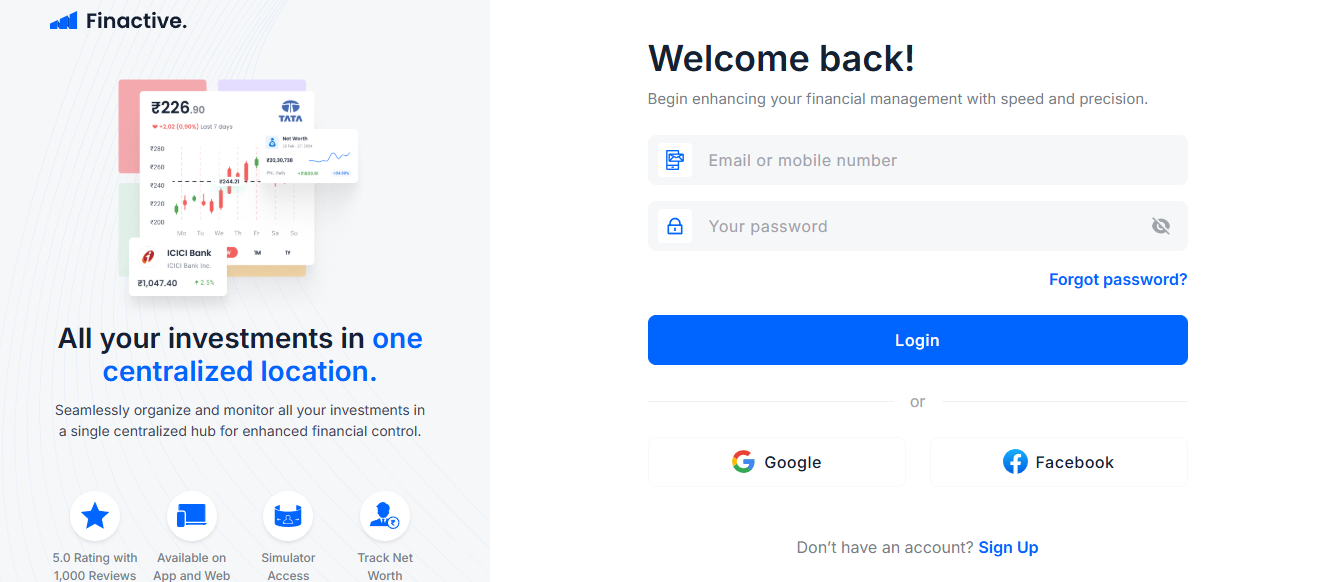 Finactive.
₹226.90
TATA
+2.02 (0.90%) Last 7 days
Net Worth
₹20,30,738
₹280
₹260
₹240
₹220
₹200
₹244.21
Mo Tu We Th Fr Sa Su
1M 1Y
ICICI Bank
ICICI Bank Inc.
₹1,047.40
2.5%
All your investments in one
centralized location.
Seamlessly organize and monitor all your investments in
a single centralized hub for enhanced financial control.
5.0 Rating with
1,000 Reviews
Available on
App and Web
Simulator
Access
Track Net
Worth
Welcome back!
Begin enhancing your financial management with speed and precision.
Email or mobile number
Your password
Forgot password?
Login
or
Google
Facebook
Don’t have an account? Sign Up